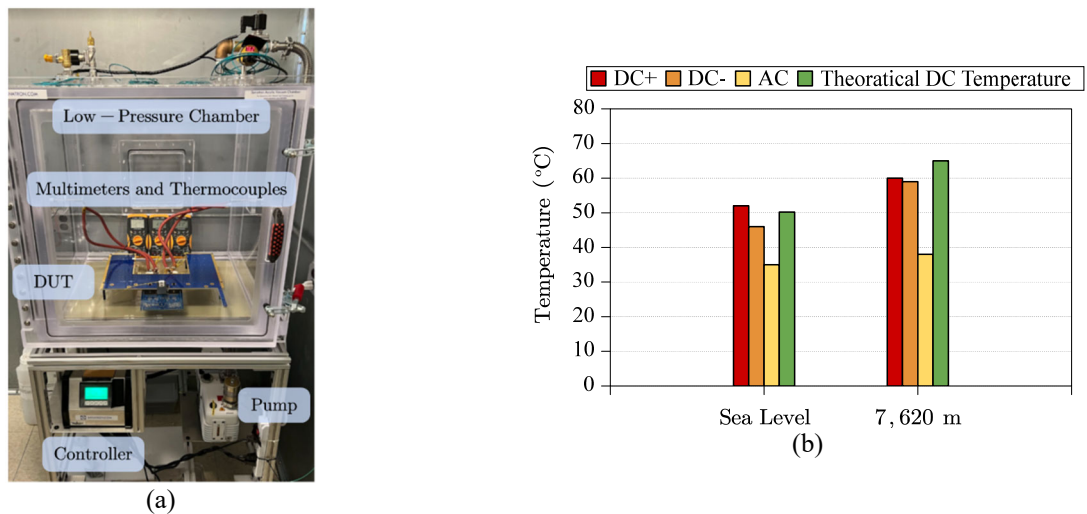 Low – Pressure Chamber
Multimeters and Thermocouples
DUT
Pump
Controller
(a)
DC+ DC- AC Theoratical DC Temperature
Temperature (°C)
80
70
60
50
40
30
20
10
0
Sea Level 7,620 m
(b)